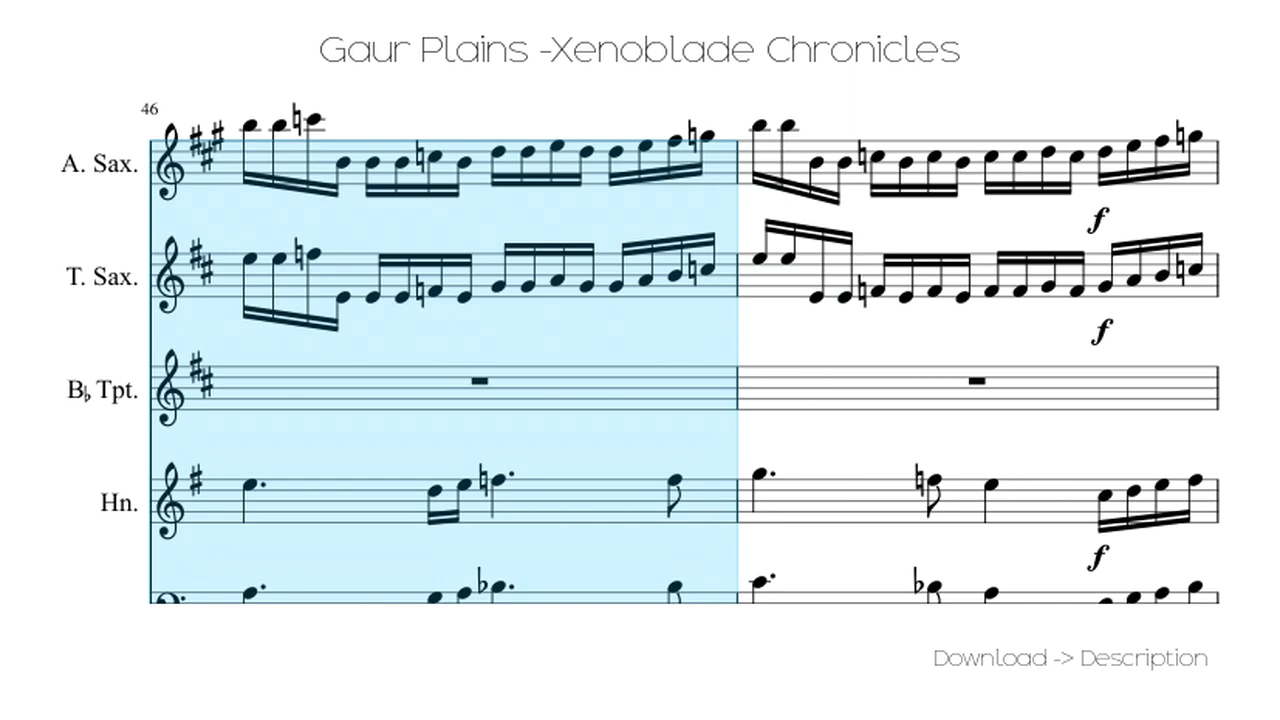 Gaur Plains -Xenoblade Chronicles
46
A. Sax.
f
T. Sax.
f
B♭ Tpt.
Hn.
f
Download -> Description